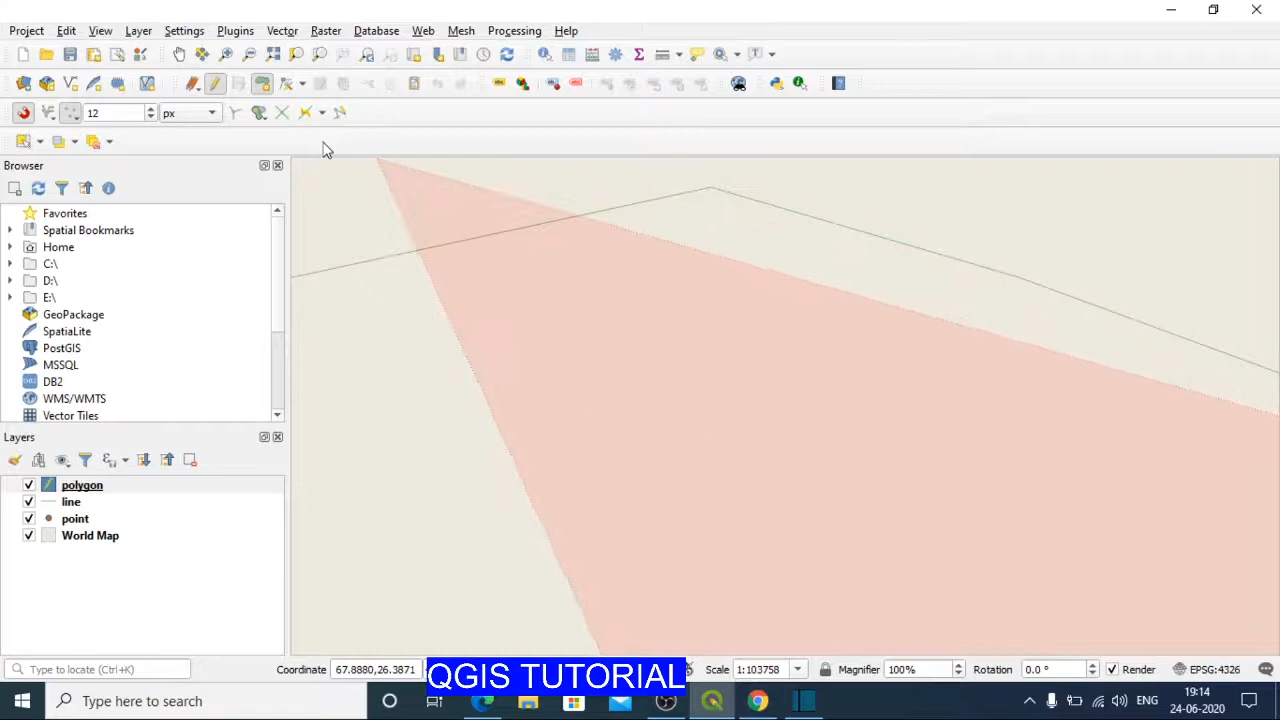 Project Edit View Layer Settings Plugins Vector Raster Database Web Mesh Processing Help
12 px
Browser
Favorites
Spatial Bookmarks
Home
C:\
D:\
E:\
GeoPackage
SpatiaLite
PostGIS
MSSQL
DB2
WMS/WMTS
Vector Tiles
Layers
polygon
line
point
World Map
Type to locate (Ctrl+K) Coordinate 67.8880,26.3871 Scale 1:103758 Magnifier 100% Rotation 0.0 ° Render EPSG:4326
QGIS TUTORIAL
Type here to search ENG 19:14
24-06-2020